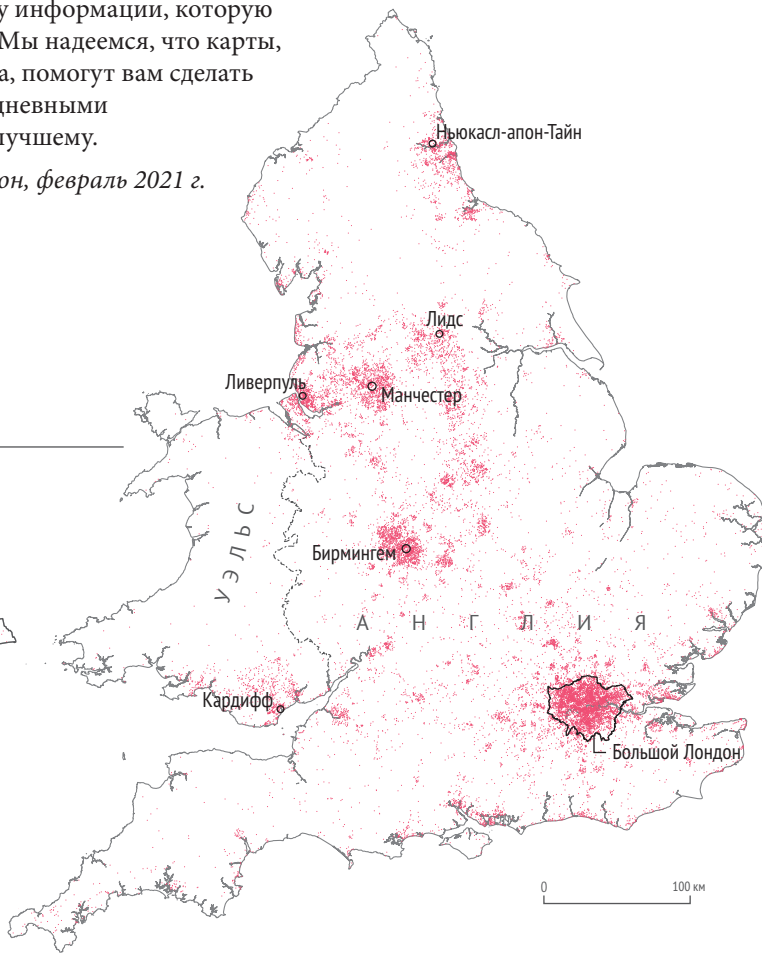 у информации, которую
Мы надеемся, что карты,
а, помогут вам сделать
дневными
лучшему.
он, февраль 2021 г.
Ньюкасл-апон-Тайн
Лидс
Ливерпуль
Манчестер
УЭЛЬС
Бирмингем
АНГЛИЯ
Кардифф
Большой Лондон
0 100 км